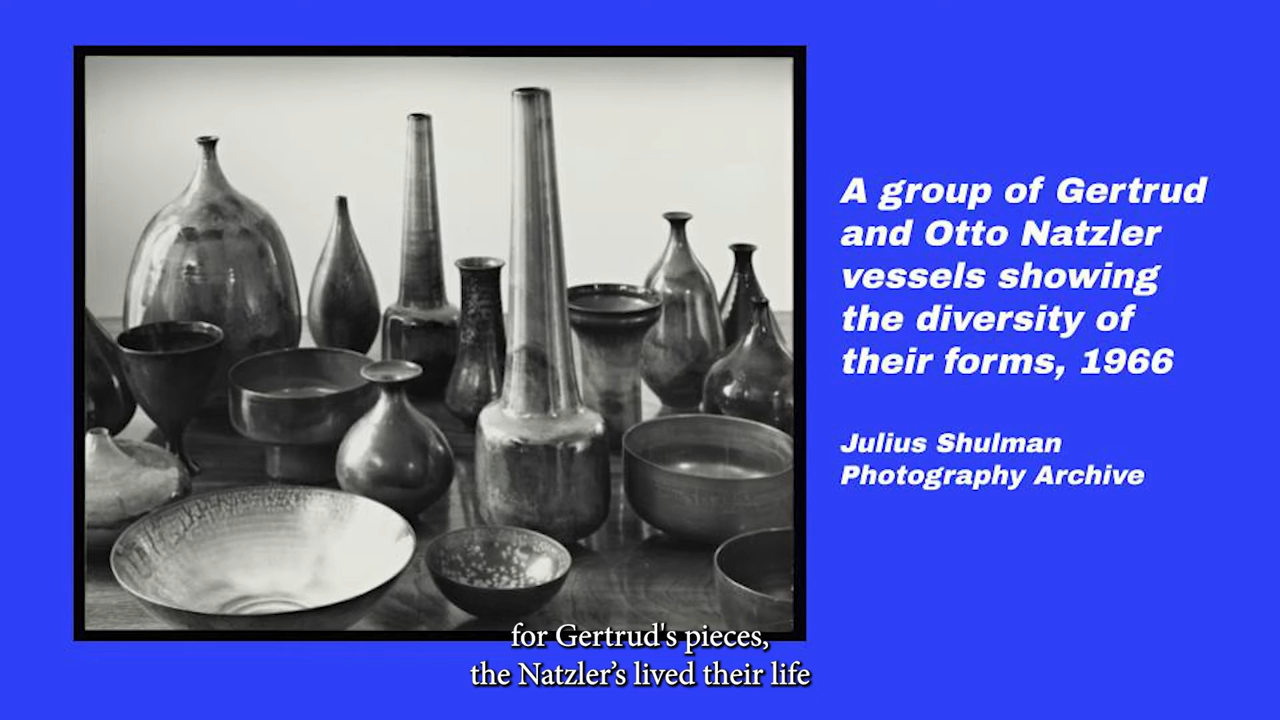 A group of Gertrud
and Otto Natzler
vessels showing
the diversity of
their forms, 1966
Julius Shulman
Photography Archive
for Gertrud's pieces,
the Natzler’s lived their life